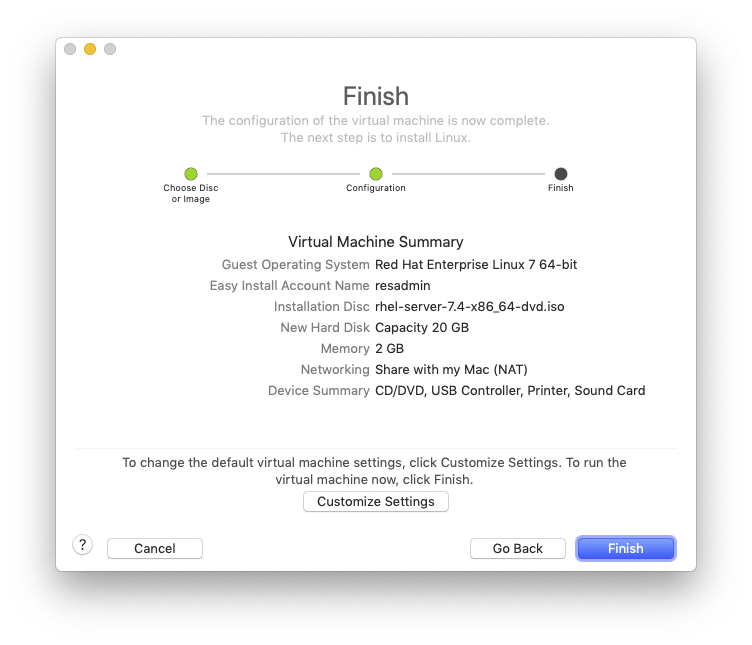 Finish
The configuration of the virtual machine is now complete.
The next step is to install Linux.
Choose Disc
or Image
Configuration
Finish
Virtual Machine Summary
Guest Operating System Red Hat Enterprise Linux 7 64-bit
Easy Install Account Name resadmin
Installation Disc rhel-server-7.4-x86_64-dvd.iso
New Hard Disk Capacity 20 GB
Memory 2 GB
Networking Share with my Mac (NAT)
Device Summary CD/DVD, USB Controller, Printer, Sound Card
To change the default virtual machine settings, click Customize Settings. To run the
virtual machine now, click Finish.
Customize Settings
? Cancel Go Back Finish